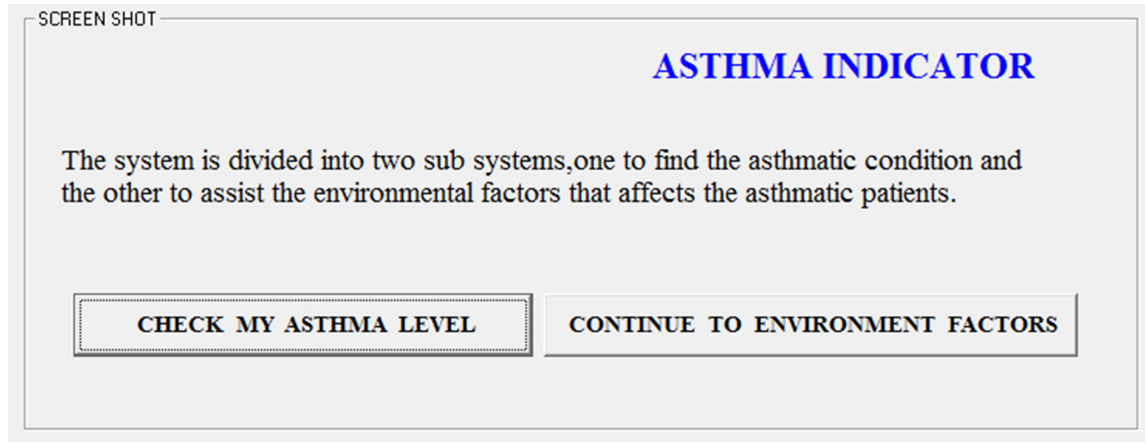 SCREEN SHOT
ASTHMA INDICATOR
The system is divided into two sub systems,one to find the asthmatic condition and
the other to assist the environmental factors that affects the asthmatic patients.
CHECK MY ASTHMA LEVEL
CONTINUE TO ENVIRONMENT FACTORS